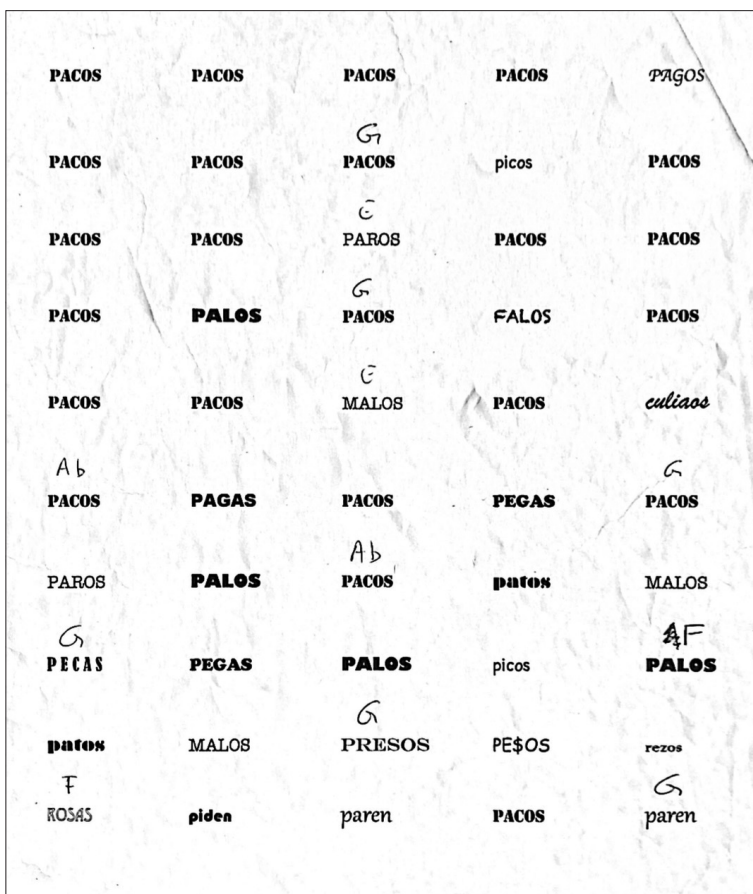 PACOS PACOS PACOS PACOS PAGOS
G
PACOS PACOS PACOS picos PACOS
E
PACOS PACOS PAROS PACOS PACOS
G
PACOS PALOS PACOS FALOS PACOS
E
PACOS PACOS MALOS PACOS culiaos
Ab G
PACOS PAGAS PACOS PEGAS PACOS
Ab
PAROS PALOS PACOS patos MALOS
G F
PECAS PEGAS PALOS picos PALOS
G
patos MALOS PRESOS PE$OS rezos
F G
ROSAS piden paren PACOS paren